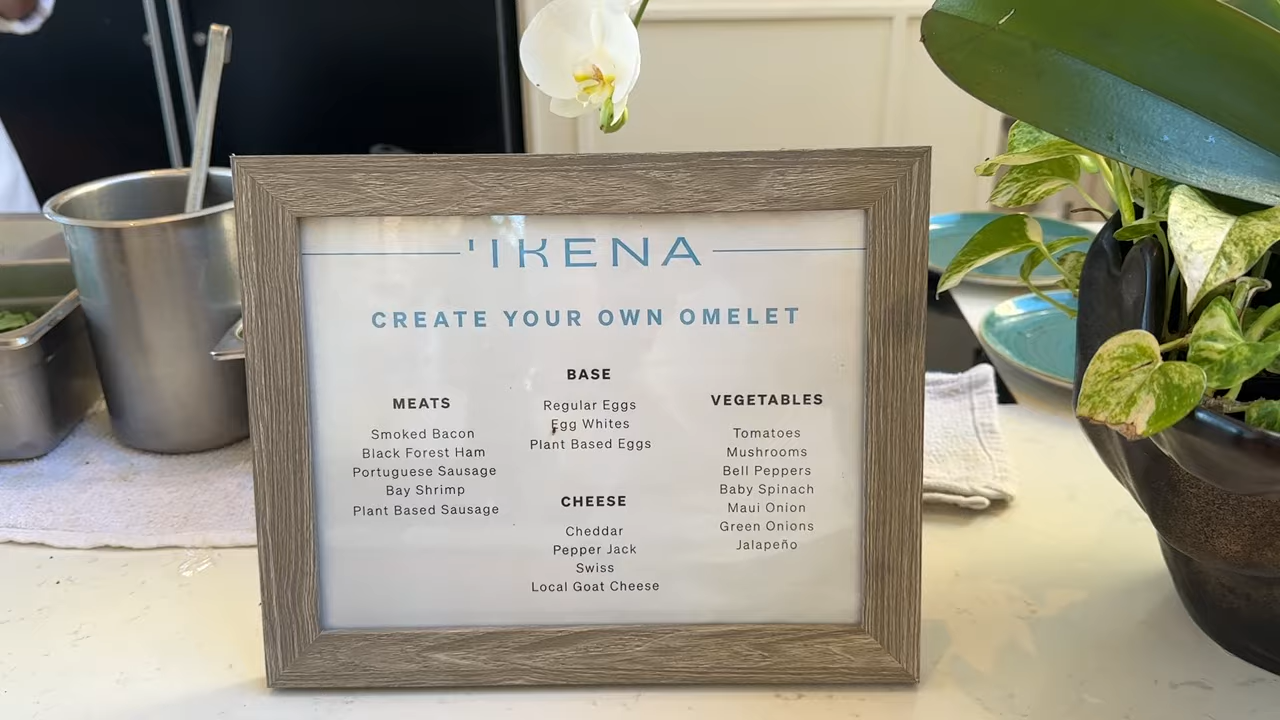 'IKENA
CREATE YOUR OWN OMELET
MEATS
Smoked Bacon
Black Forest Ham
Portuguese Sausage
Bay Shrimp
Plant Based Sausage
BASE
Regular Eggs
Egg Whites
Plant Based Eggs
CHEESE
Cheddar
Pepper Jack
Swiss
Local Goat Cheese
VEGETABLES
Tomatoes
Mushrooms
Bell Peppers
Baby Spinach
Maui Onion
Green Onions
Jalapeño